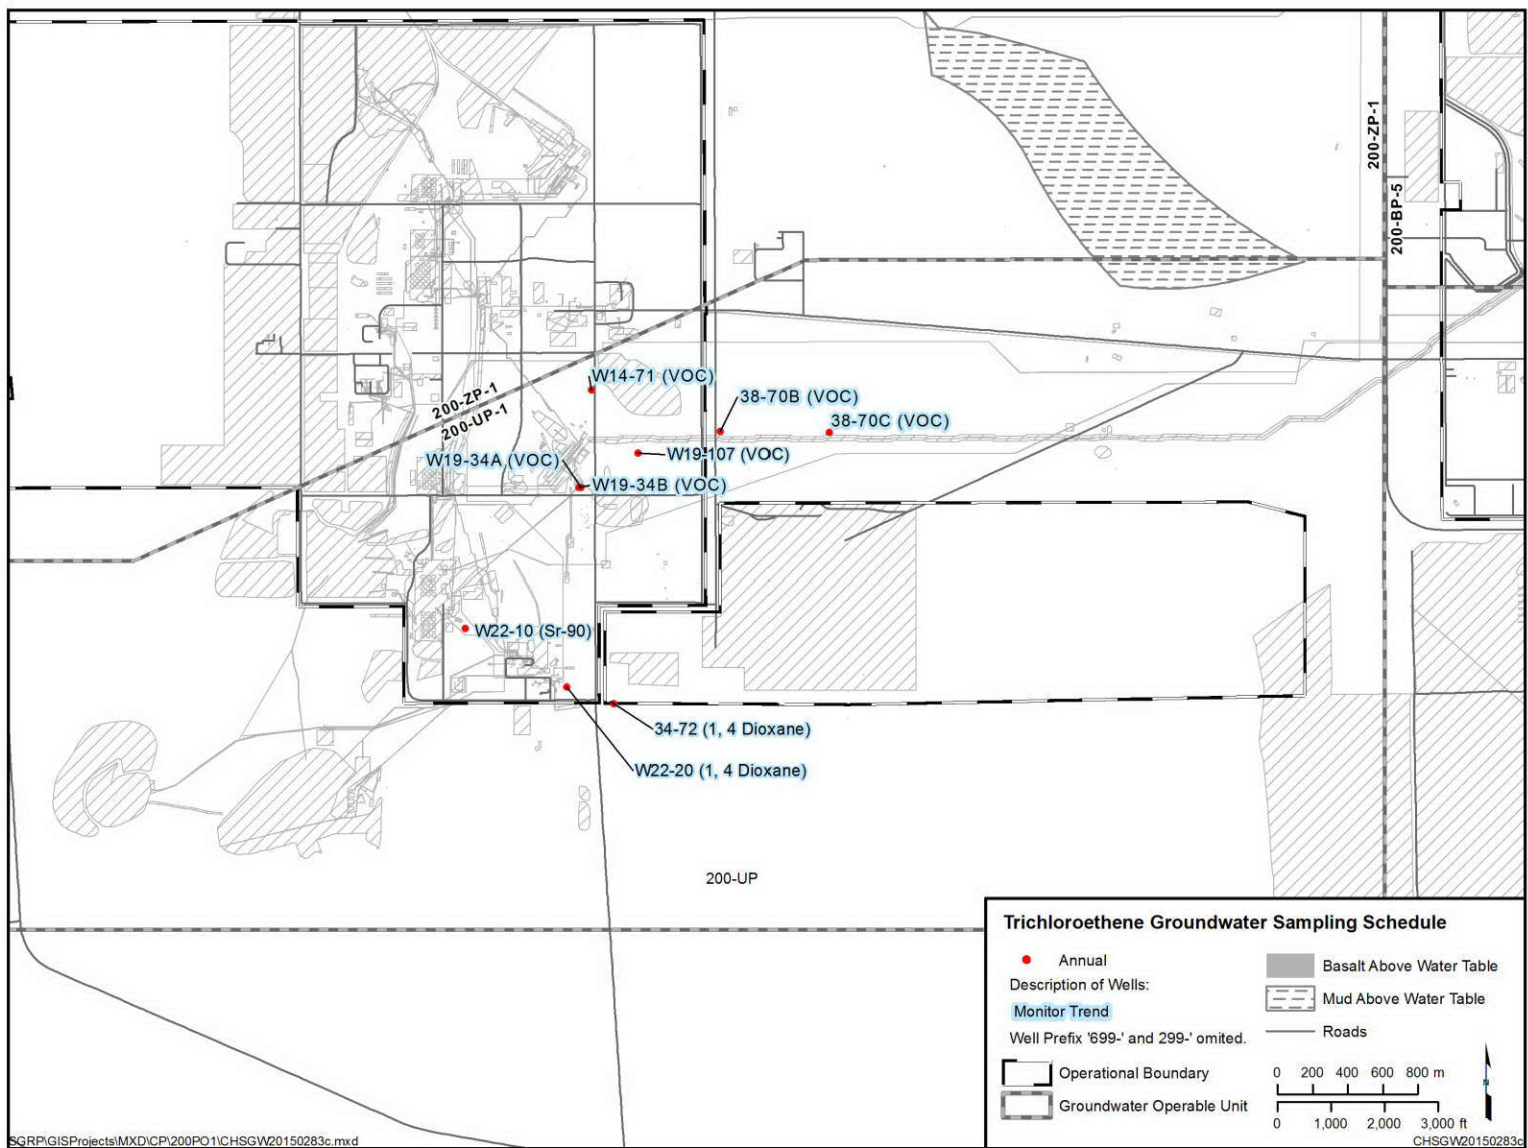 200-ZP-1
200-BP-5
W14-71 (VOC)
200-ZP-1
200-UP-1
38-70B (VOC)
38-70C (VOC)
W19-34A (VOC)
W19-107 (VOC)
W19-34B (VOC)
W22-10 (Sr-90)
34-72 (1, 4 Dioxane)
W22-20 (1, 4 Dioxane)
200-UP
Trichloroethene Groundwater Sampling Schedule
Annual
Description of Wells:
Monitor Trend
Well Prefix '699-' and 299-' omited.
Operational Boundary
Groundwater Operable Unit
Basalt Above Water Table
Mud Above Water Table
Roads
0 200 400 600 800 m
0 1,000 2,000 3,000 ft
N
SGRP\GISProjects\MXD\CP\200PO1\CHSGW20150283c.mxd
CHSGW20150283c